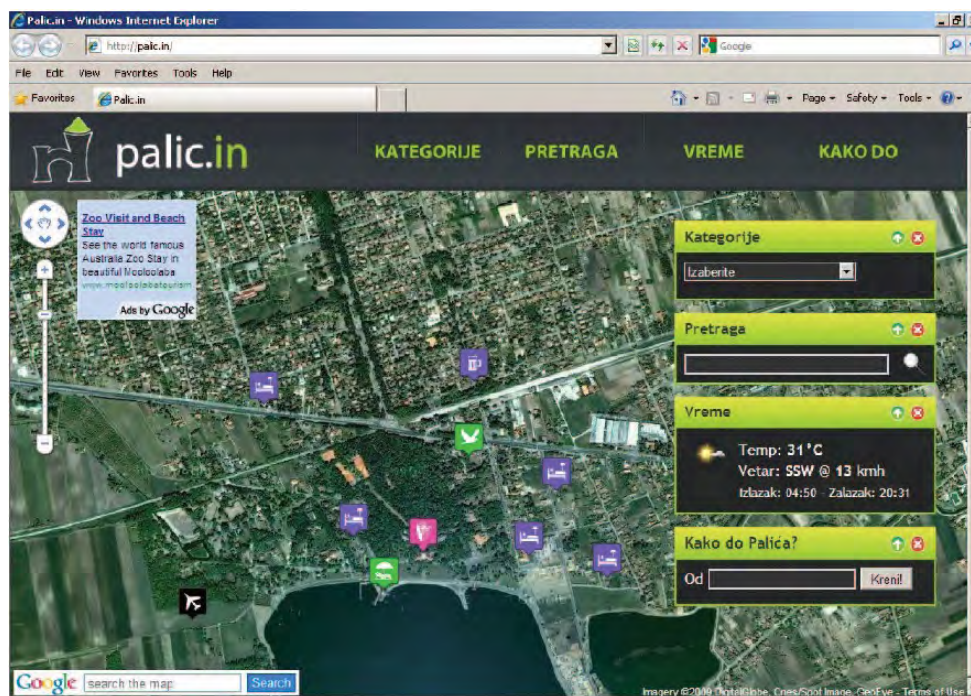 Palic.in - Windows Internet Explorer
http://palic.in/
Google
File Edit View Favorites Tools Help
Favorites Palic.in Page Safety Tools
palic.in KATEGORIJE PRETRAGA VREME KAKO DO
Zoo Visit and Beach
Stay
See the world famous
Australia Zoo Stay in
beautiful Mooloolaba
www.mooloolabatourism
Ads by Google
Kategorije
Izaberite
Pretraga
Vreme
Temp: 31°C
Vetar: SSW @ 13 kmh
Izlazak: 04:50 - Zalazak: 20:31
Kako do Palića?
Od Kreni!
Google search the map Search
Imagery ©2009 DigitalGlobe, Cnes/Spot Image, GeoEye - Terms of Use